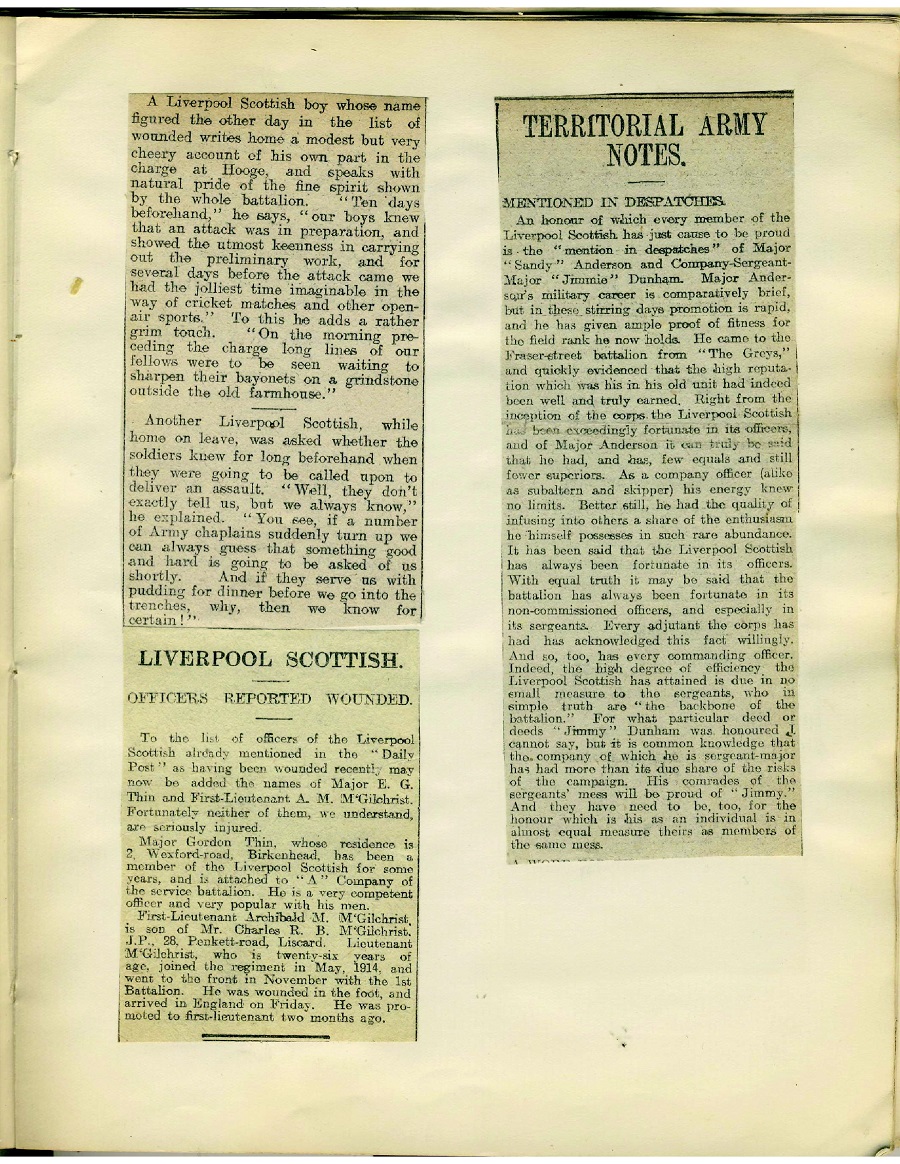 A Liverpool Scottish boy whose name
figured the other day in the list of
wounded writes home a modest but very
cheery account of his own part in the
charge at Hooge, and speaks with
natural pride of the fine spirit shown
by the whole battalion. "Ten days
beforehand," he says, "our boys knew
that an attack was in preparation, and
showed the utmost keenness in carrying
out the preliminary work, and for
several days before the attack came we
had the jolliest time imaginable in the
way of cricket matches and other open-
air sports." To this he adds a rather
grim touch. "On the morning pre-
ceding the charge long lines of our
fellows were to be seen waiting to
sharpen their bayonets on a grindstone
outside the old farmhouse."
Another Liverpool Scottish, while
home on leave, was asked whether the
soldiers knew for long beforehand when
they were going to be called upon to
deliver an assault. "Well, they don't
exactly tell us, but we always know,"
he explained. "You see, if a number
of Army chaplains suddenly turn up we
can always guess that something good
and hard is going to be asked of us
shortly. And if they serve us with
pudding for dinner before we go into the
trenches, why, then we know for
certain!"
LIVERPOOL SCOTTISH.
OFFICERS REPORTED WOUNDED.
To the list of officers of the Liverpool
Scottish already mentioned in the "Daily
Post" as having been wounded recently may
now be added the names of Major E. G.
Thin and First-Lieutenant A. M. M'Gilchrist.
Fortunately neither of them, we understand,
are seriously injured.
Major Gordon Thin, whose residence is
2, Wexford-road, Birkenhead, has been a
member of the Liverpool Scottish for some
years, and is attached to "A" Company of
the service battalion. He is a very competent
officer and very popular with his men.
First-Lieutenant Archibald M. M'Gilchrist,
is son of Mr. Charles R. B. M'Gilchrist,
J.P., 28, Penkett-road, Liscard. Lieutenant
M'Gilchrist, who is twenty-six years of
age, joined the regiment in May, 1914, and
went to the front in November with the 1st
Battalion. He was wounded in the foot, and
arrived in England on Friday. He was pro-
moted to first-lieutenant two months ago.
TERRITORIAL ARMY
NOTES.
MENTIONED IN DESPATCHES.
An honour of which every member of the
Liverpool Scottish has just cause to be proud
is the "mention in despatches" of Major
"Sandy" Anderson and Company-Sergeant-
Major "Jimmie" Dunham. Major Ander-
son's military career is comparatively brief,
but in these stirring days promotion is rapid,
and he has given ample proof of fitness for
the field rank he now holds. He came to the
Fraser-street battalion from "The Greys,"
and quickly evidenced that the high reputa-
tion which was his in his old unit had indeed
been well and truly earned. Right from the
inception of the corps the Liverpool Scottish
has been exceedingly fortunate in its officers,
and of Major Anderson it can truly be said
that he had, and has, few equals and still
fewer superiors. As a company officer (alike
as subaltern and skipper) his energy knew
no limits. Better still, he had the quality of
infusing into others a share of the enthusiasm
he himself possesses in such rare abundance.
It has been said that the Liverpool Scottish
has always been fortunate in its officers.
With equal truth it may be said that the
battalion has always been fortunate in its
non-commissioned officers, and especially in
its sergeants. Every adjutant the corps has
had has acknowledged this fact willingly.
And so, too, has every commanding officer.
Indeed, the high degree of efficiency the
Liverpool Scottish has attained is due in no
small measure to the sergeants, who in
simple truth are "the backbone of the
battalion." For what particular deed or
deeds "Jimmy" Dunham was honoured I
cannot say, but it is common knowledge that
the company of which he is sergeant-major
has had more than its due share of the risks
of the campaign. His comrades of the
sergeants' mess will be proud of "Jimmy."
And they have need to be, too, for the
honour which is his as an individual is in
almost equal measure theirs as members of
the same mess.